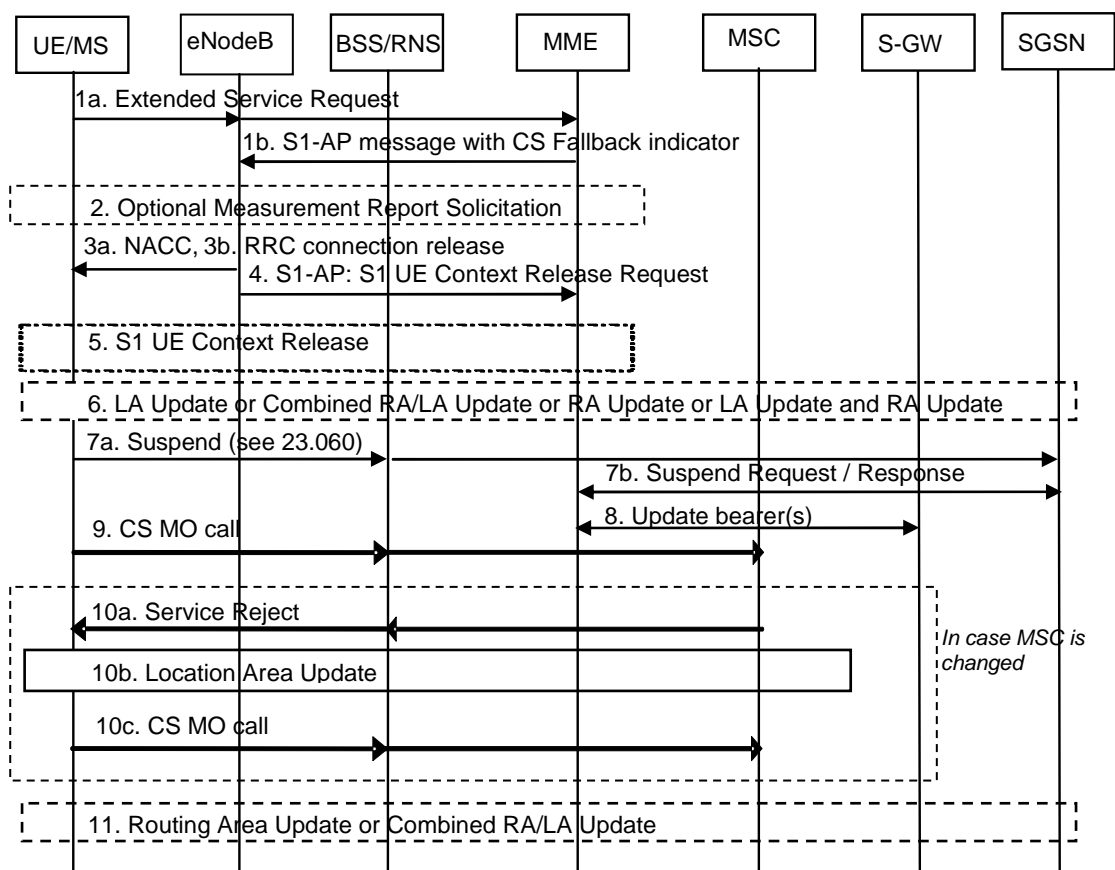 UE/MS
eNodeB
BSS/RNS
MME
MSC
S-GW
SGSN
1a. Extended Service Request
1b. S1-AP message with CS Fallback indicator
2. Optional Measurement Report Solicitation
3a. NACC, 3b. RRC connection release
4. S1-AP: S1 UE Context Release Request
5. S1 UE Context Release
6. LA Update or Combined RA/LA Update or RA Update or LA Update and RA Update
7a. Suspend (see 23.060)
7b. Suspend Request / Response
8. Update bearer(s)
9. CS MO call
10a. Service Reject
In case MSC is
changed
10b. Location Area Update
10c. CS MO call
11. Routing Area Update or Combined RA/LA Update